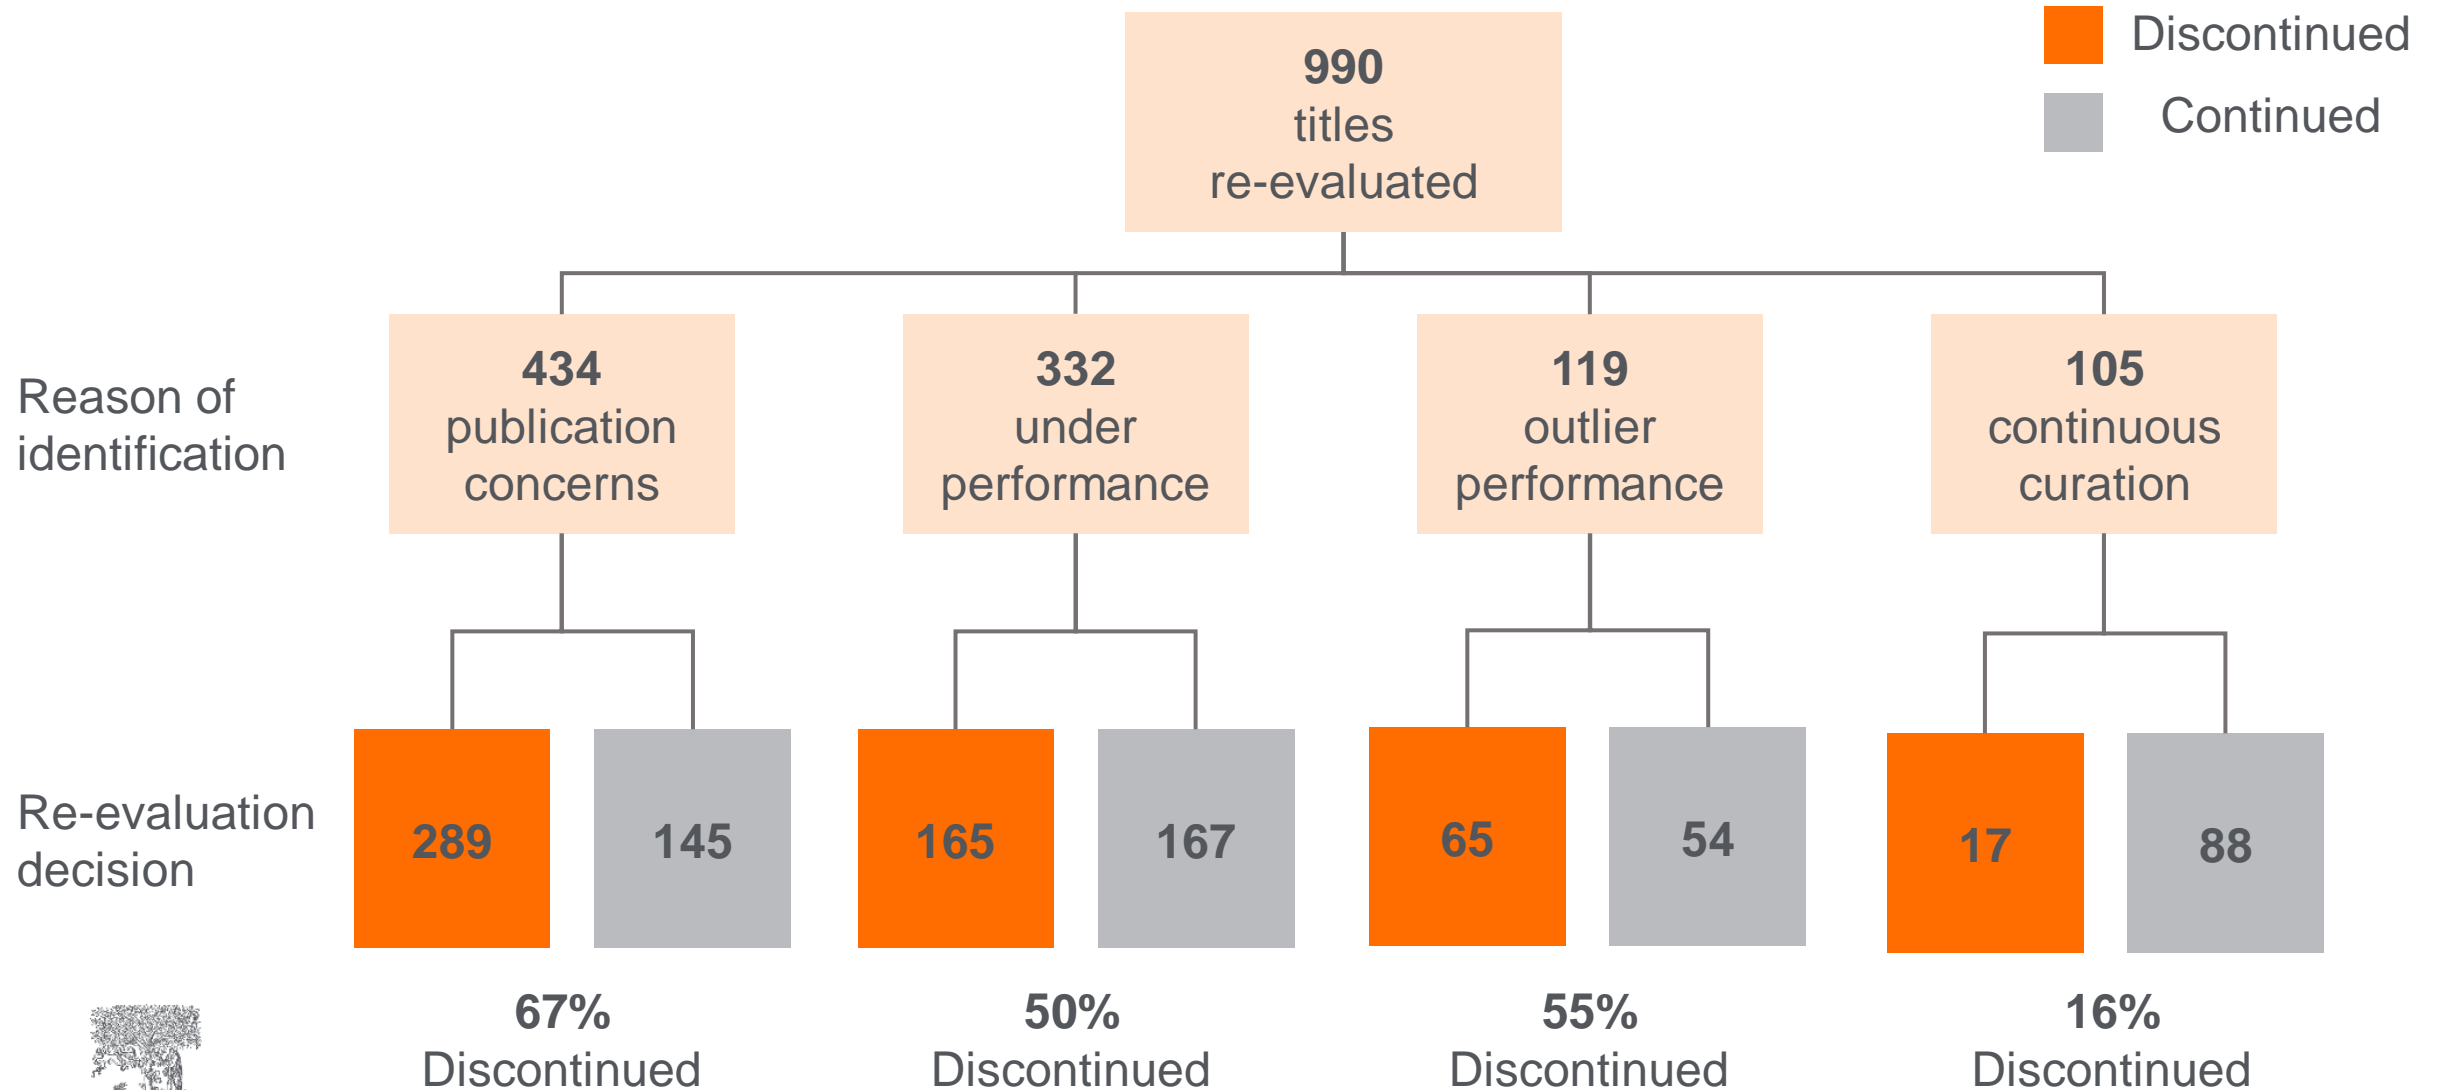 Discontinued
Continued
990
titles
re-evaluated
Reason of
identification
434
publication
concerns
332
under
performance
119
outlier
performance
105
continuous
curation
Re-evaluation
decision
289
145
165
167
65
54
17
88
67%
Discontinued
50%
Discontinued
55%
Discontinued
16%
Discontinued